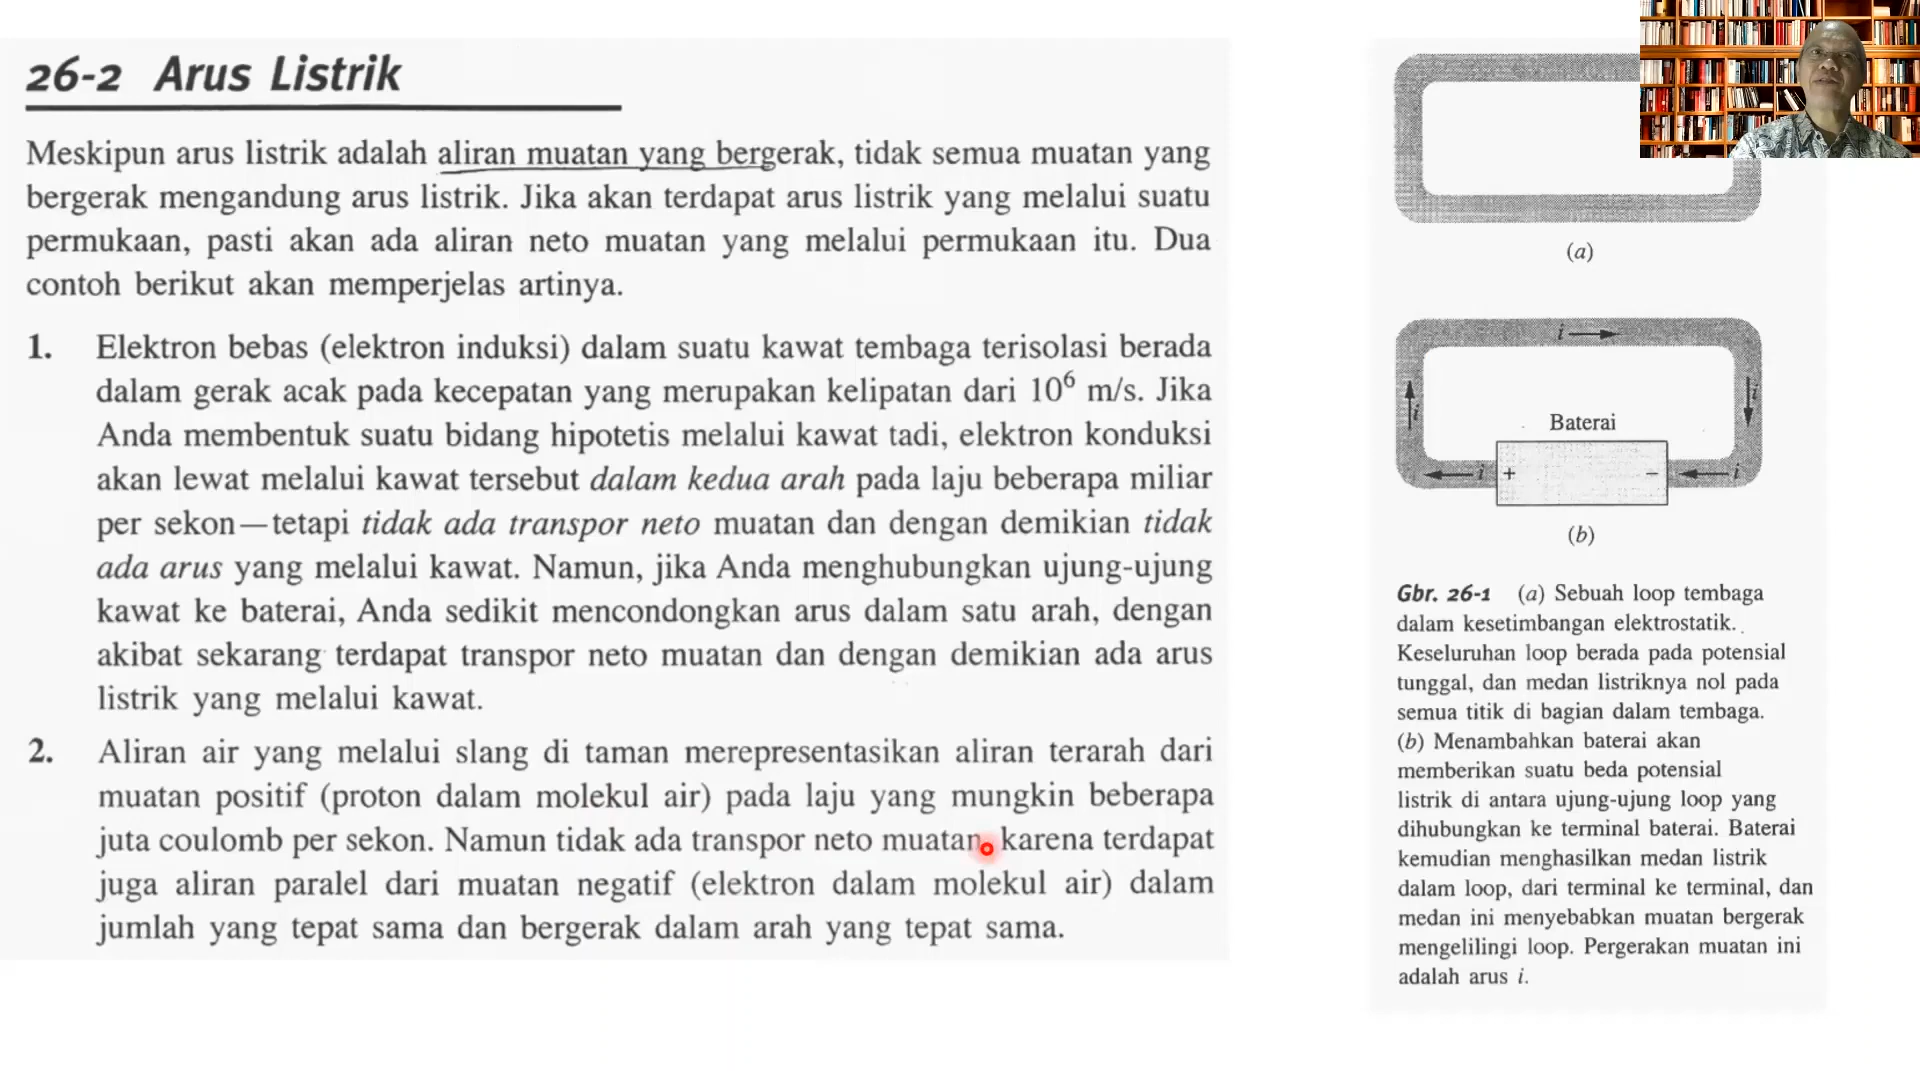 26-2 Arus Listrik
Meskipun arus listrik adalah aliran muatan yang bergerak, tidak semua muatan yang
bergerak mengandung arus listrik. Jika akan terdapat arus listrik yang melalui suatu
permukaan, pasti akan ada aliran neto muatan yang melalui permukaan itu. Dua
contoh berikut akan memperjelas artinya.
1. Elektron bebas (elektron induksi) dalam suatu kawat tembaga terisolasi berada
dalam gerak acak pada kecepatan yang merupakan kelipatan dari 10⁶ m/s. Jika
Anda membentuk suatu bidang hipotetis melalui kawat tadi, elektron konduksi
akan lewat melalui kawat tersebut dalam kedua arah pada laju beberapa miliar
per sekon—tetapi tidak ada transpor neto muatan dan dengan demikian tidak
ada arus yang melalui kawat. Namun, jika Anda menghubungkan ujung-ujung
kawat ke baterai, Anda sedikit mencondongkan arus dalam satu arah, dengan
akibat sekarang terdapat transpor neto muatan dan dengan demikian ada arus
listrik yang melalui kawat.
2. Aliran air yang melalui slang di taman merepresentasikan aliran terarah dari
muatan positif (proton dalam molekul air) pada laju yang mungkin beberapa
juta coulomb per sekon. Namun tidak ada transpor neto muatan, karena terdapat
juga aliran paralel dari muatan negatif (elektron dalam molekul air) dalam
jumlah yang tepat sama dan bergerak dalam arah yang tepat sama.
(a)
i
i
i
Baterai
i
+
−
i
(b)
Gbr. 26-1 (a) Sebuah loop tembaga
dalam kesetimbangan elektrostatik.
Keseluruhan loop berada pada potensial
tunggal, dan medan listriknya nol pada
semua titik di bagian dalam tembaga.
(b) Menambahkan baterai akan
memberikan suatu beda potensial
listrik di antara ujung-ujung loop yang
dihubungkan ke terminal baterai. Baterai
kemudian menghasilkan medan listrik
dalam loop, dari terminal ke terminal, dan
medan ini menyebabkan muatan bergerak
mengelilingi loop. Pergerakan muatan ini
adalah arus i.